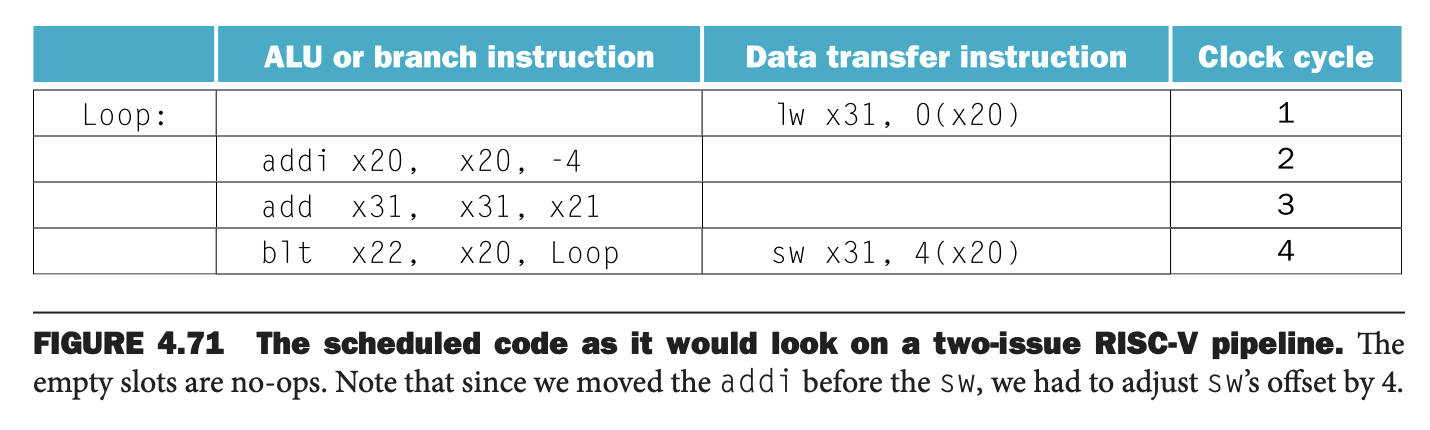 ALU or branch instruction Data transfer instruction Clock cycle
Loop: lw x31, 0(x20) 1
addi x20, x20, -4 2
add x31, x31, x21 3
blt x22, x20, Loop sw x31, 4(x20) 4
FIGURE 4.71 The scheduled code as it would look on a two-issue RISC-V pipeline. The
empty slots are no-ops. Note that since we moved the addi before the sw, we had to adjust sw’s offset by 4.